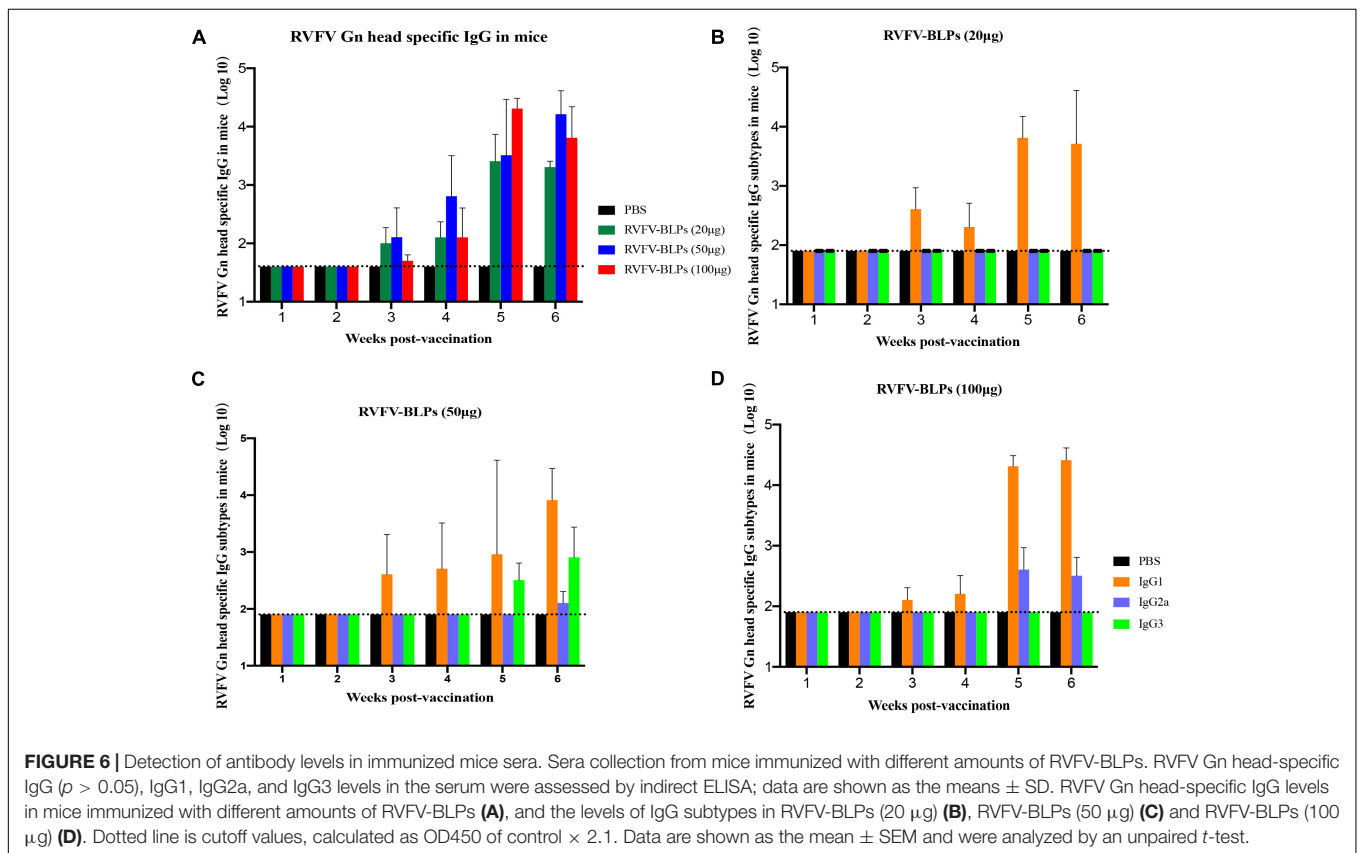 A
RVFV Gn head specific IgG in mice
RVFV Gn head specific IgG in mice (Log 10)
5
4
3
2
1
1 2 3 4 5 6
Weeks post-vaccination
PBS
RVFV-BLPs (20μg)
RVFV-BLPs (50μg)
RVFV-BLPs (100μg)
B
RVFV-BLPs (20μg)
RVFV Gn head specific IgG subtypes in mice (Log 10)
5
4
3
2
1
1 2 3 4 5 6
Weeks post-vaccination
C
RVFV-BLPs (50μg)
RVFV Gn head specific IgG subtypes in mice (Log 10)
5
4
3
2
1
1 2 3 4 5 6
Weeks post-vaccination
D
RVFV-BLPs (100μg)
RVFV Gn head specific IgG subtypes in mice (Log 10)
5
4
3
2
1
1 2 3 4 5 6
Weeks post-vaccination
PBS
IgG1
IgG2a
IgG3
FIGURE 6 | Detection of antibody levels in immunized mice sera. Sera collection from mice immunized with different amounts of RVFV-BLPs. RVFV Gn head-specific
IgG (p > 0.05), IgG1, IgG2a, and IgG3 levels in the serum were assessed by indirect ELISA; data are shown as the means ± SD. RVFV Gn head-specific IgG levels
in mice immunized with different amounts of RVFV-BLPs (A), and the levels of IgG subtypes in RVFV-BLPs (20 μg) (B), RVFV-BLPs (50 μg) (C) and RVFV-BLPs (100
μg) (D). Dotted line is cutoff values, calculated as OD450 of control × 2.1. Data are shown as the mean ± SEM and were analyzed by an unpaired t-test.